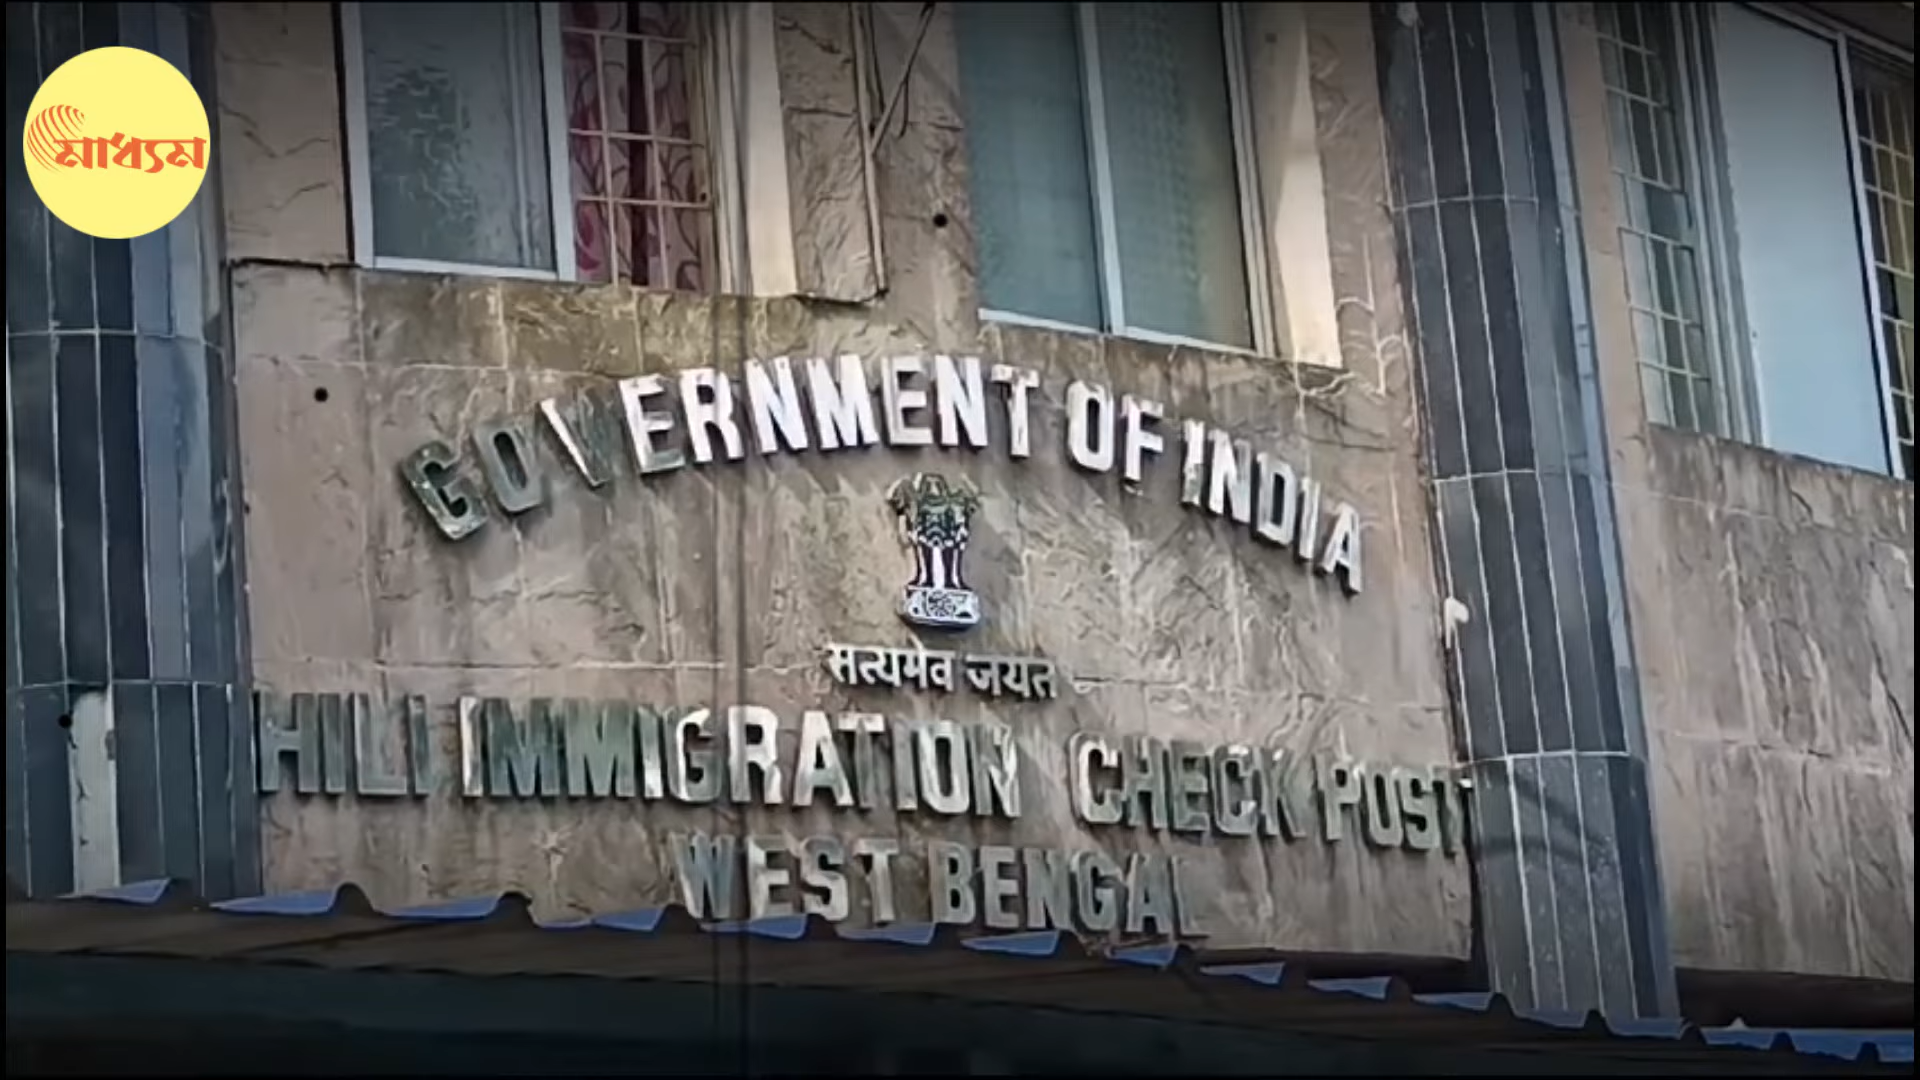 মাধ্যম
GOVERNMENT OF INDIA
सत्यमेव जयते
HILI IMMIGRATION CHECK POST
WEST BENGAL